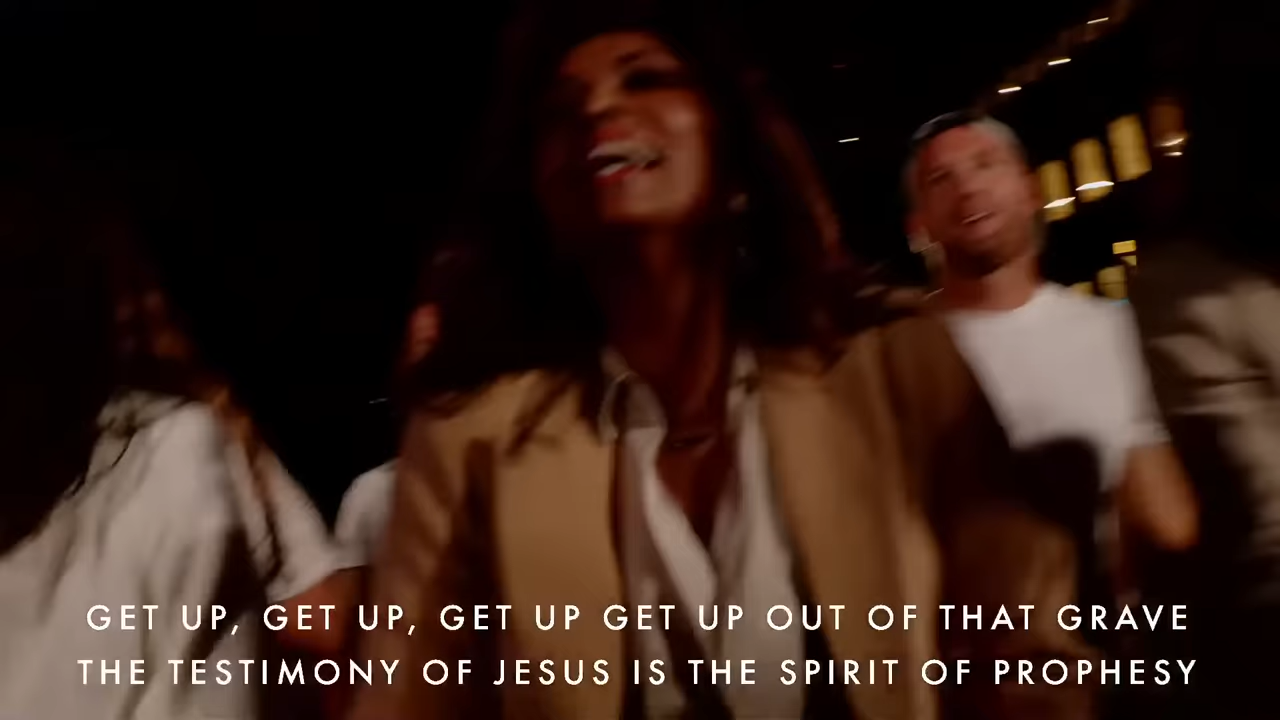 GET UP, GET UP, GET UP GET UP OUT OF THAT GRAVE
THE TESTIMONY OF JESUS IS THE SPIRIT OF PROPHESY